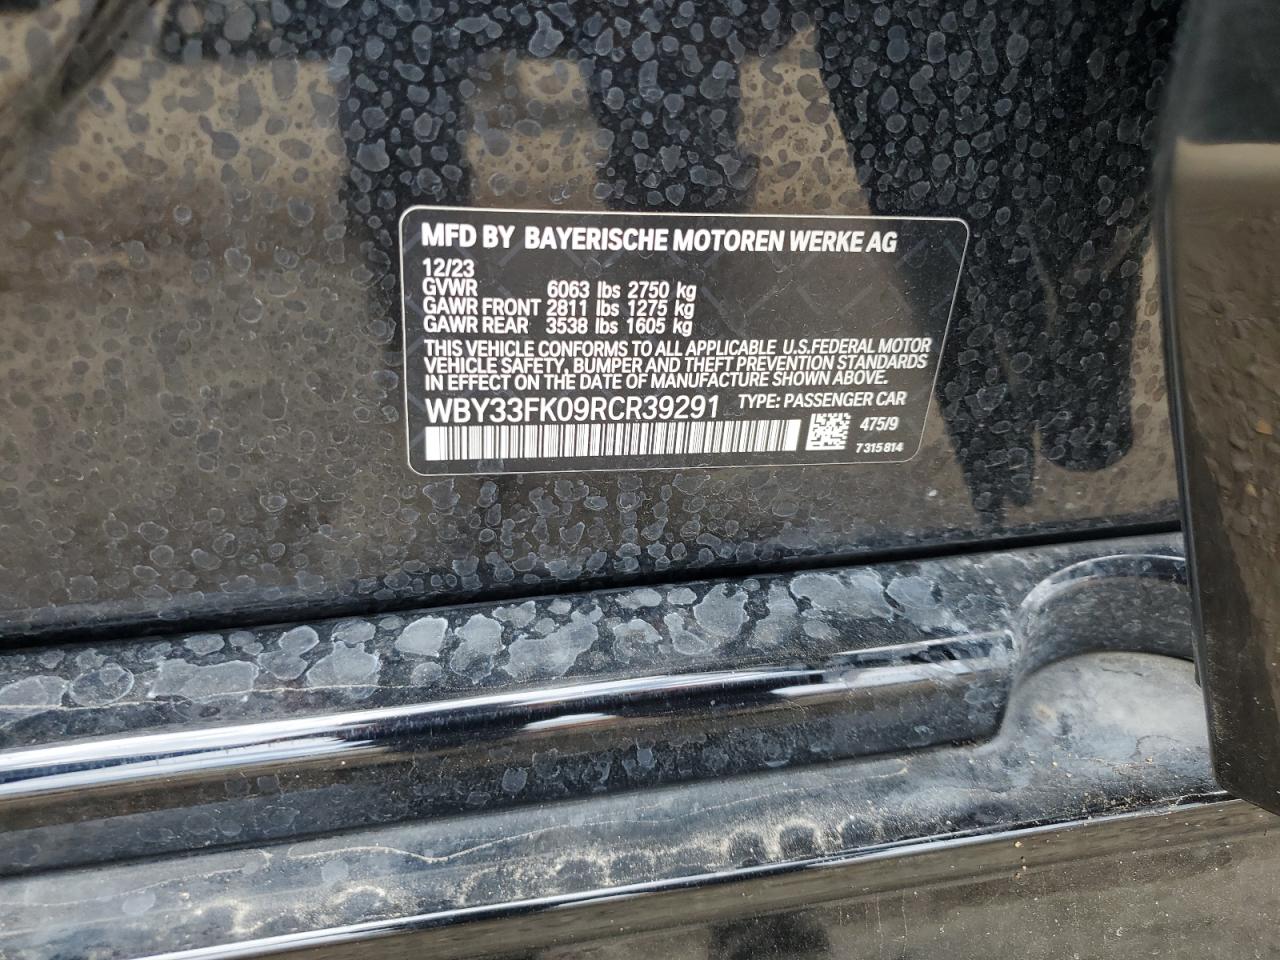 MFD BY BAYERISCHE MOTOREN WERKE AG
12/23
GVWR 6063 lbs 2750 kg
GAWR FRONT 2811 lbs 1275 kg
GAWR REAR 3538 lbs 1605 kg
THIS VEHICLE CONFORMS TO ALL APPLICABLE U.S.FEDERAL MOTOR
VEHICLE SAFETY, BUMPER AND THEFT PREVENTION STANDARDS
IN EFFECT ON THE DATE OF MANUFACTURE SHOWN ABOVE.
WBY33FK09RCR39291 TYPE: PASSENGER CAR
475/9
7 315 814